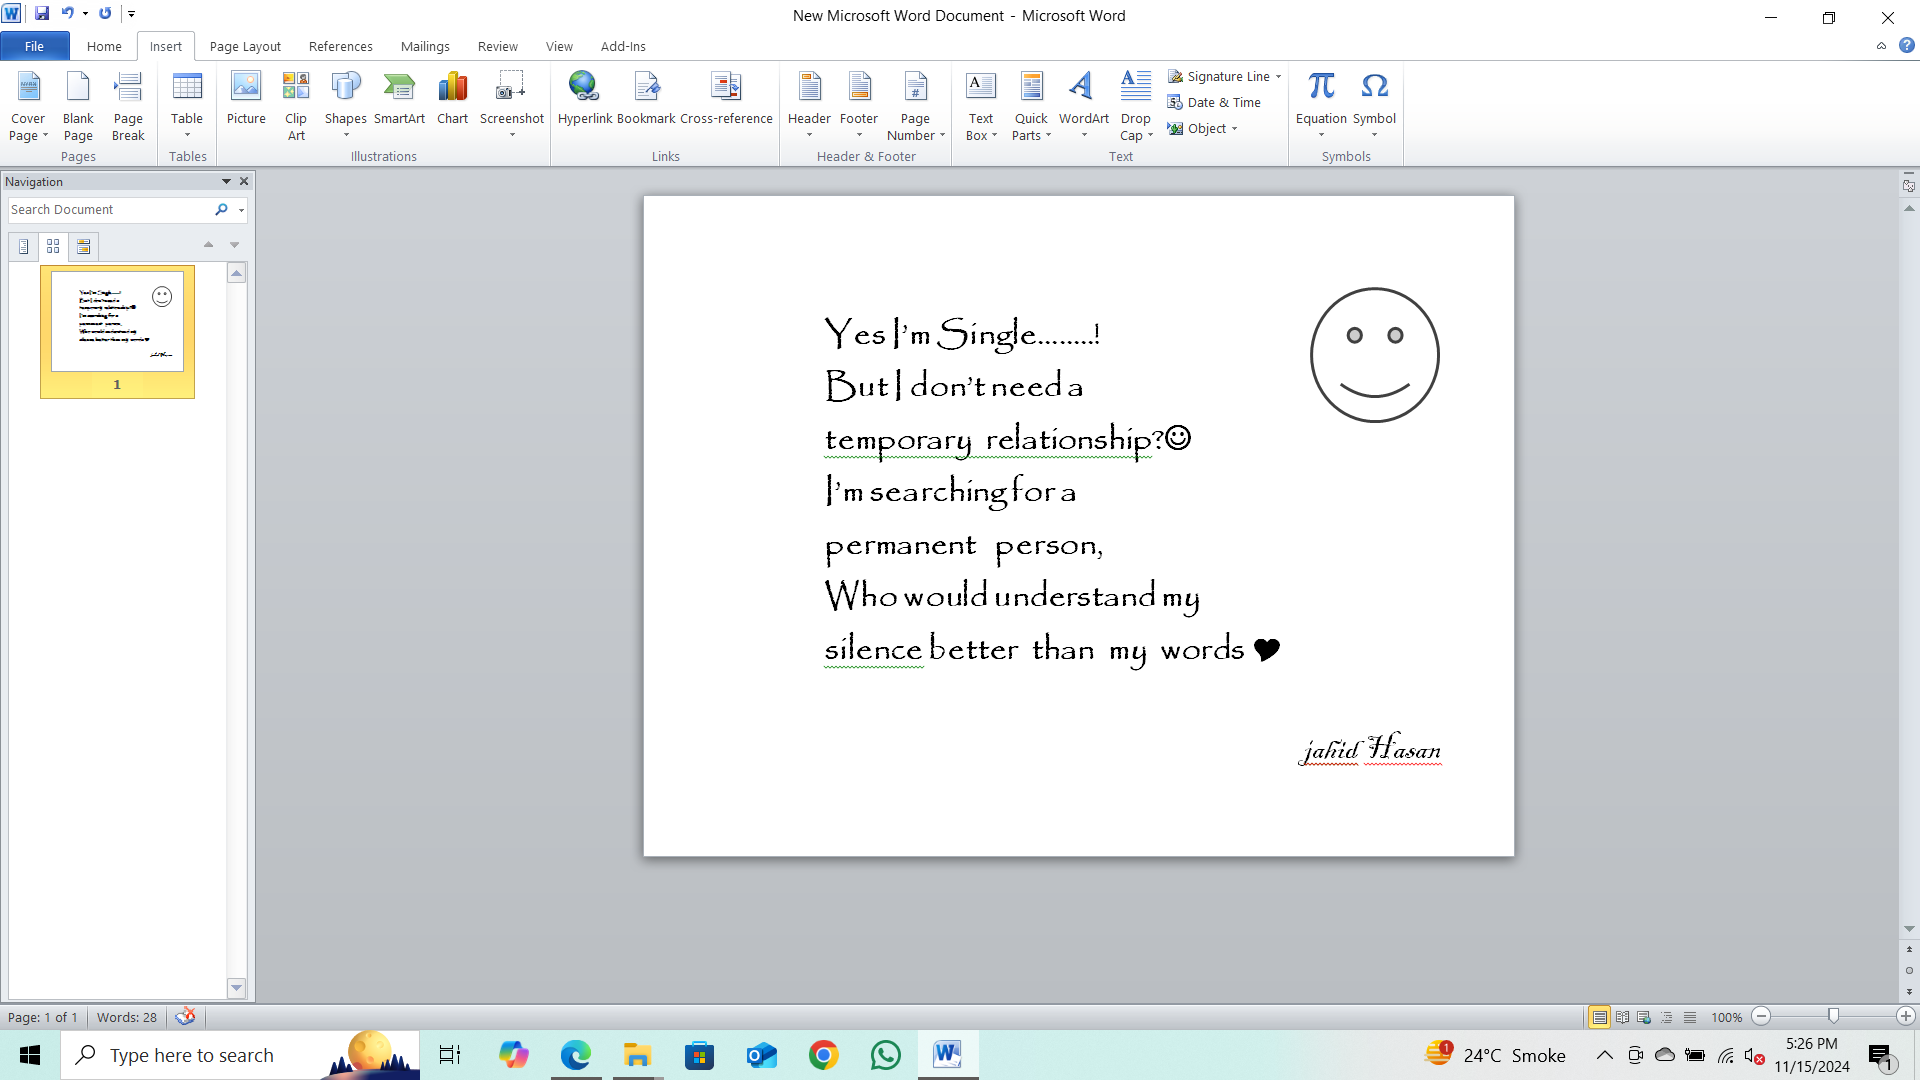 New Microsoft Word Document - Microsoft Word
File Home Insert Page Layout References Mailings Review View Add-Ins
Cover Page
Blank Page
Page Break
Table
Picture
Clip Art
Shapes
SmartArt
Chart
Screenshot
Hyperlink
Bookmark
Cross-reference
Header
Footer
Page Number
Text Box
Quick Parts
WordArt
Drop Cap
Signature Line
Date & Time
Object
Equation
Symbol
Pages Tables Illustrations Links Header & Footer Text Symbols
Navigation
Search Document
1
Yes I'm Single........!
But I don't need a
temporary relationship?☺
I'm searching for a
permanent person,
Who would understand my
silence better than my words ♥
jahid Hasan
Page: 1 of 1 Words: 28 100%
Type here to search
24°C Smoke
5:26 PM
11/15/2024